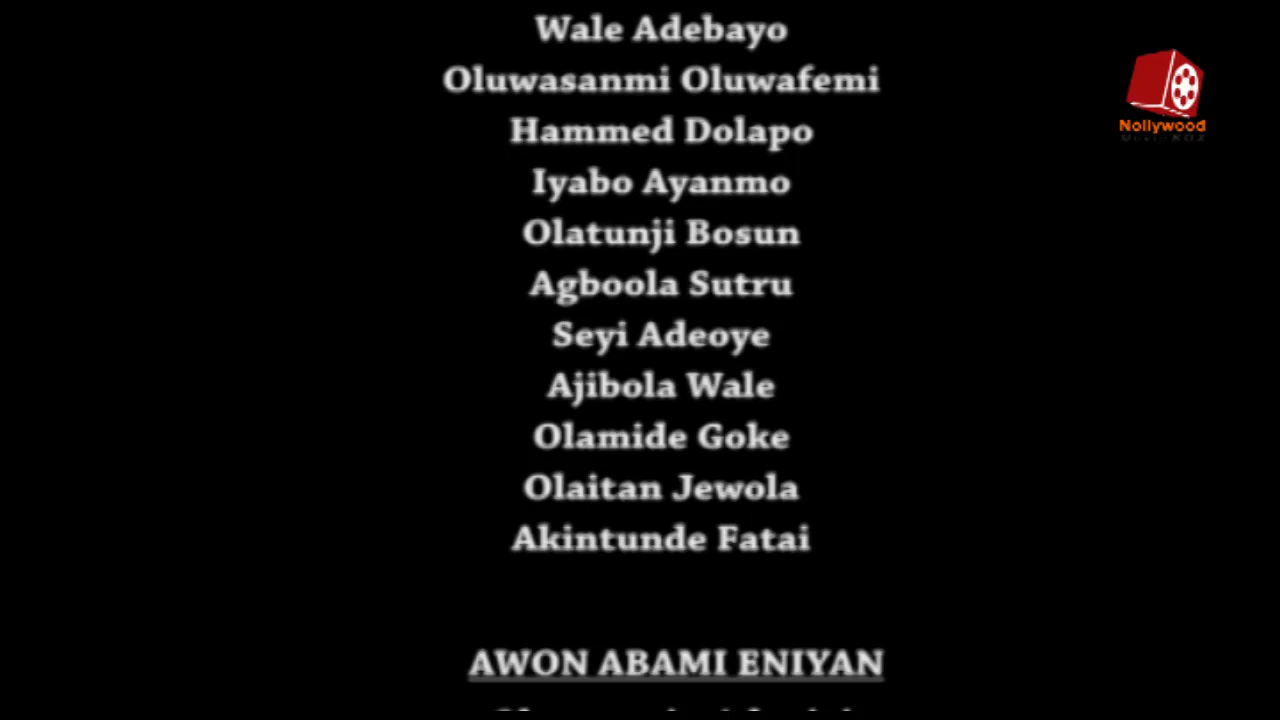 Wale Adebayo
Oluwasanmi Oluwafemi
Hammed Dolapo
Iyabo Ayanmo
Olatunji Bosun
Agboola Sutru
Seyi Adeoye
Ajibola Wale
Olamide Goke
Olaitan Jewola
Akintunde Fatai
AWON ABAMI ENIYAN
Nollywood